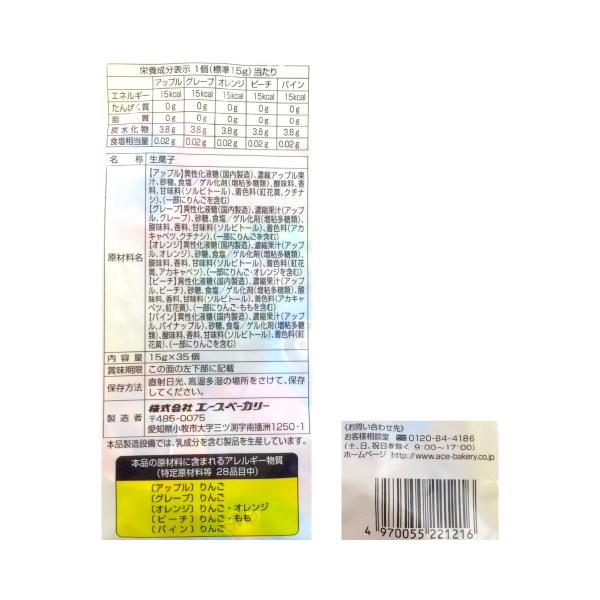 栄養成分表示 1個(標準15g)当たり
アップル グレープ オレンジ ピーチ パイン
エネルギー 15kcal 15kcal 15kcal 15kcal 15kcal
たんぱく質 0g 0g 0g 0g 0g
脂質 0g 0g 0g 0g 0g
炭水化物 3.8g 3.8g 3.8g 3.8g 3.8g
食塩相当量 0.02g 0.02g 0.02g 0.02g 0.02g
名称 生菓子
原材料名
【アップル】異性化液糖(国内製造)、濃縮アップル果
汁、砂糖、食塩/ゲル化剤(増粘多糖類)、酸味料、香
料、甘味料(ソルビトール)、着色料(紅花黄、クチナ
シ)、(一部にりんごを含む)
【グレープ】異性化液糖(国内製造)、濃縮果汁(アップ
ル、グレープ)、砂糖、食塩/ゲル化剤(増粘多糖類)、
酸味料、香料、甘味料(ソルビトール)、着色料(アカ
キャベツ、クチナシ)、(一部にりんごを含む)
【オレンジ】異性化液糖(国内製造)、濃縮果汁(アップ
ル、オレンジ)、砂糖、食塩/ゲル化剤(増粘多糖類)、
酸味料、香料、甘味料(ソルビトール)、着色料(紅花
黄、アカキャベツ)、(一部にりんご・オレンジを含む)
【ピーチ】異性化液糖(国内製造)、濃縮果汁(アップ
ル、ピーチ)、砂糖、食塩/ゲル化剤(増粘多糖類)、酸
味料、香料、甘味料(ソルビトール)、着色料(アカキャ
ベツ、紅花黄)、(一部にりんご・ももを含む)
【パイン】異性化液糖(国内製造)、濃縮果汁(アップ
ル、パイナップル)、砂糖、食塩/ゲル化剤(増粘多糖
類)、酸味料、香料、甘味料(ソルビトール)、着色料(紅
花黄)、(一部にりんごを含む)
内容量 15g×35個
賞味期限 この面の左下部に記載
保存方法 直射日光、高温多湿の場所をさけて、保存
してください。
製造者 株式会社 エースベーカリー
〒485-0075
愛知県小牧市大字三ツ渕字南播州1250-1
本品製造設備では、乳成分を含む製品を生産しています。
本品の原材料に含まれるアレルギー物質
(特定原材料等 28品目中)
(アップル)りんご
(グレープ)りんご
(オレンジ)りんご・オレンジ
(ピーチ)りんご・もも
(パイン)りんご
《お問い合わせ先》
お客様相談室 0120-84-4186
(土、日、祝日を除く 9:00~17:00)
ホームページ http://www.ace-bakery.co.jp
4 970055 221216